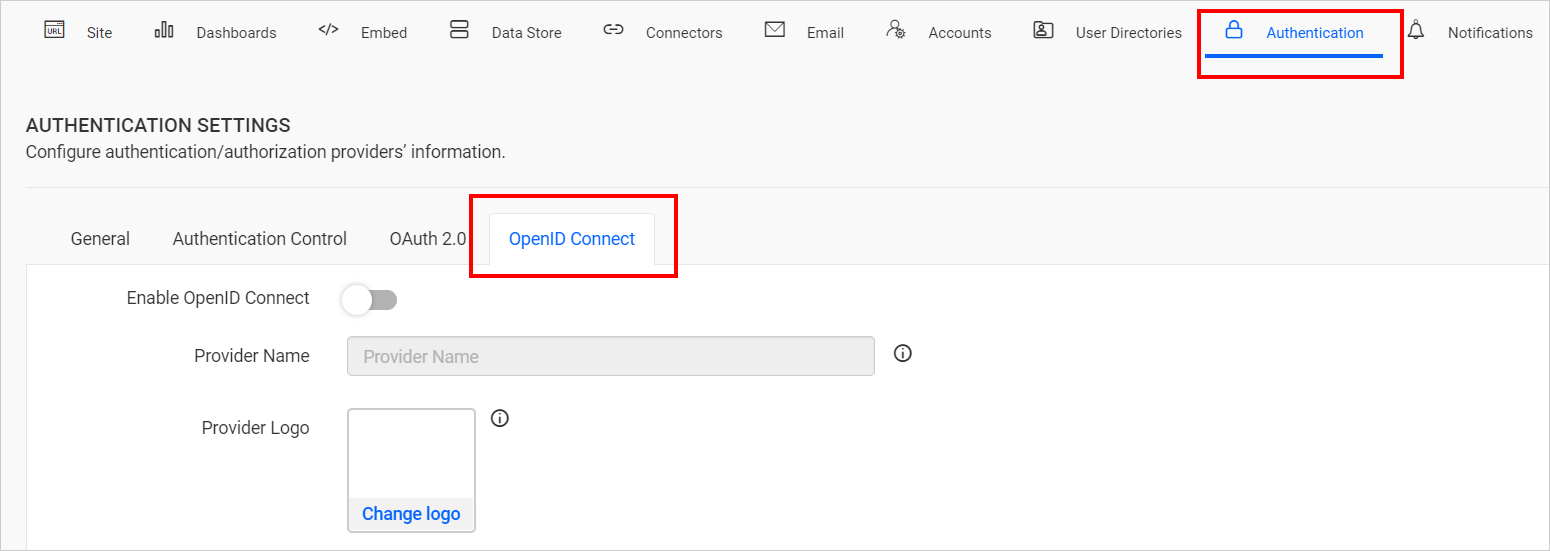 URL Site Dashboards </> Embed Data Store Connectors Email Accounts User Directories Authentication Notifications
AUTHENTICATION SETTINGS
Configure authentication/authorization providers’ information.
General Authentication Control OAuth 2.0 OpenID Connect
Enable OpenID Connect
Provider Name Provider Name
Provider Logo
Change logo